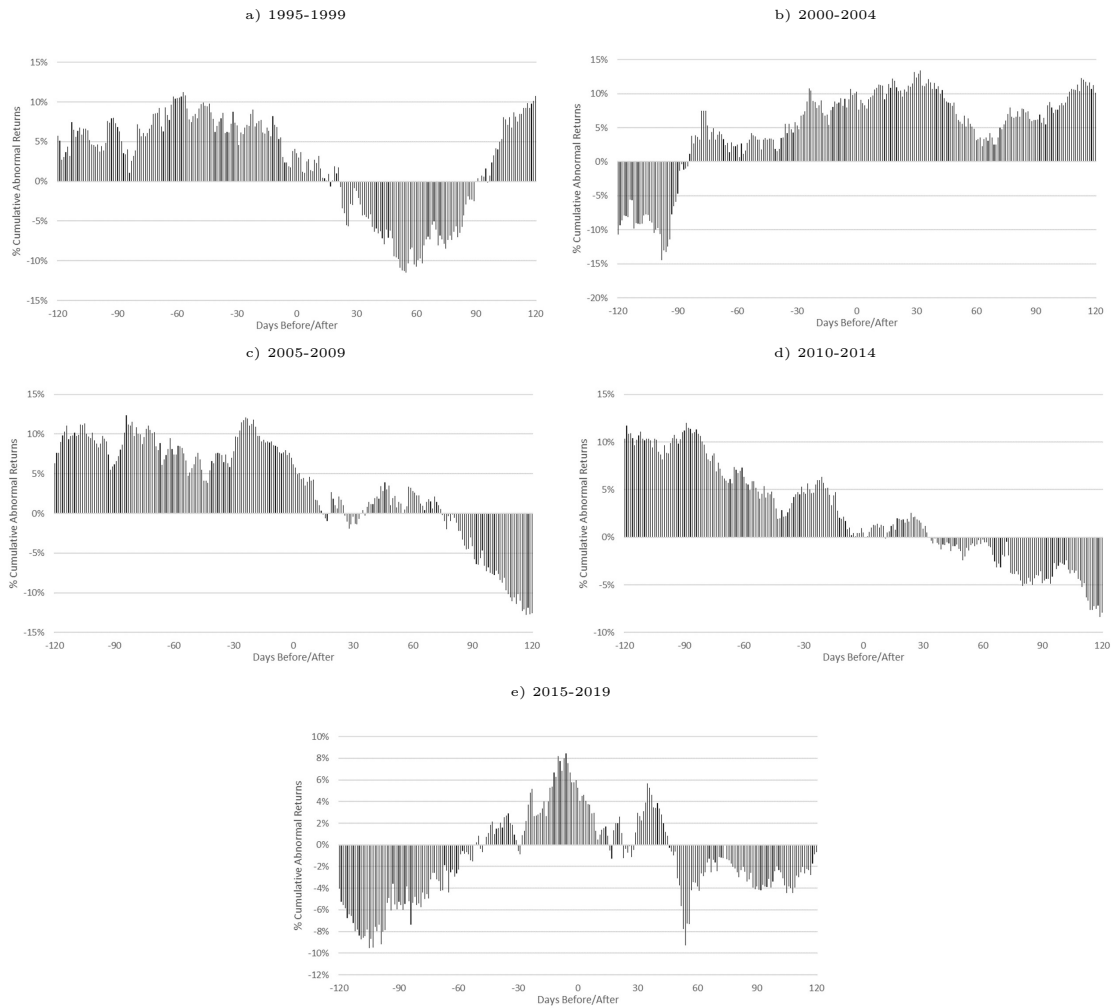 a) 1995-1999
15%
10%
5%
0%
-5%
-10%
-15%
% Cumulative Abnormal Returns
-120 -90 -60 -30 0 30 60 90 120
Days Before/After
b) 2000-2004
15%
10%
5%
0%
-5%
-10%
-15%
-20%
% Cumulative Abnormal Returns
-120 -90 -60 -30 0 30 60 90 120
Days Before/After
c) 2005-2009
15%
10%
5%
0%
-5%
-10%
-15%
% Cumulative Abnormal Returns
-120 -90 -60 -30 0 30 60 90 120
Days Before/After
d) 2010-2014
15%
10%
5%
0%
-5%
-10%
% Cumulative Abnormal Returns
-120 -90 -60 -30 0 30 60 90 120
Days Before/After
e) 2015-2019
10%
8%
6%
4%
2%
0%
-2%
-4%
-6%
-8%
-10%
-12%
% Cumulative Abnormal Returns
-120 -90 -60 -30 0 30 60 90 120
Days Before/After